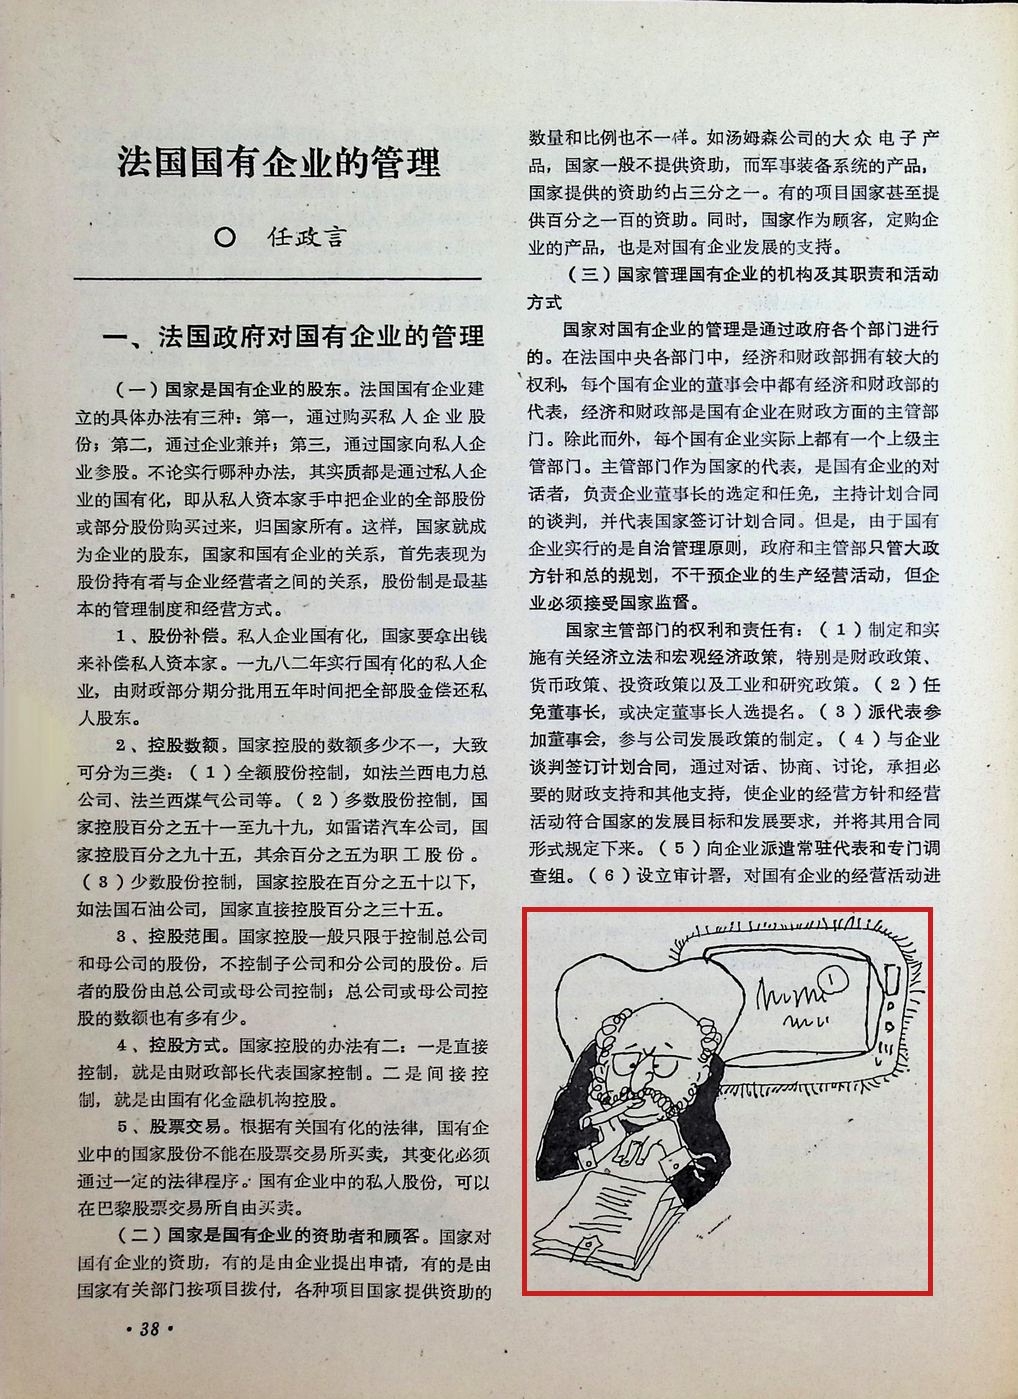 法国国有企业的管理
○ 任政言
一、法国政府对国有企业的管理
（一）国家是国有企业的股东。法国国有企业建
立的具体办法有三种：第一，通过购买私人企业股
份；第二，通过企业兼并；第三，通过国家向私人企
业参股。不论实行哪种办法，其实质都是通过私人企
业的国有化，即从私人资本家手中把企业的全部股份
或部分股份购买过来，归国家所有。这样，国家就成
为企业的股东，国家和国有企业的关系，首先表现为
股份持有者与企业经营者之间的关系，股份制是最基
本的管理制度和经营方式。
1、股份补偿。私人企业国有化，国家要拿出钱
来补偿私人资本家。一九八二年实行国有化的私人企
业，由财政部分期分批用五年时间把全部股金偿还私
人股东。
2、控股数额。国家控股的数额多少不一，大致
可分为三类：（1）全额股份控制，如法兰西电力总
公司、法兰西煤气公司等。（2）多数股份控制，国
家控股百分之五十一至九十九，如雷诺汽车公司，国
家控股百分之九十五，其余百分之五为职工股份。
（3）少数股份控制，国家控股在百分之五十以下，
如法国石油公司，国家直接控股百分之三十五。
3、控股范围。国家控股一般只限于控制总公司
和母公司的股份，不控制子公司和分公司的股份。后
者的股份由总公司或母公司控制；总公司或母公司控
股的数额也有多有少。
4、控股方式。国家控股的办法有二：一是直接
控制，就是由财政部长代表国家控制。二是间接控
制，就是由国有化金融机构控股。
5、股票交易。根据有关国有化的法律，国有企
业中的国家股份不能在股票交易所买卖，其变化必须
通过一定的法律程序。国有企业中的私人股份，可以
在巴黎股票交易所自由买卖。
（二）国家是国有企业的资助者和顾客。国家对
国有企业的资助，有的是由企业提出申请，有的是由
国家有关部门按项目拨付，各种项目国家提供资助的
·38·
数量和比例也不一样。如汤姆森公司的大众电子产
品，国家一般不提供资助，而军事装备系统的产品，
国家提供的资助约占三分之一。有的项目国家甚至提
供百分之一百的资助。同时，国家作为顾客，定购企
业的产品，也是对国有企业发展的支持。
（三）国家管理国有企业的机构及其职责和活动
方式
国家对国有企业的管理是通过政府各个部门进行
的。在法国中央各部门中，经济和财政部拥有较大的
权利，每个国有企业的董事会中都有经济和财政部的
代表，经济和财政部是国有企业在财政方面的主管部
门。除此而外，每个国有企业实际上都有一个上级主
管部门。主管部门作为国家的代表，是国有企业的对
话者，负责企业董事长的选定和任免，主持计划合同
的谈判，并代表国家签订计划合同。但是，由于国有
企业实行的是自治管理原则，政府和主管部只管大政
方针和总的规划，不干预企业的生产经营活动，但企
业必须接受国家监督。
国家主管部门的权利和责任有：（1）制定和实
施有关经济立法和宏观经济政策，特别是财政政策、
货币政策、投资政策以及工业和研究政策。（2）任
免董事长，或决定董事长人选提名。（3）派代表参
加董事会，参与公司发展政策的制定。（4）与企业
谈判签订计划合同，通过对话、协商、讨论，承担必
要的财政支持和其他支持，使企业的经营方针和经营
活动符合国家的发展目标和发展要求，并将其用合同
形式规定下来。（5）向企业派遣常驻代表和专门调
查组。（6）设立审计署，对国有企业的经营活动进